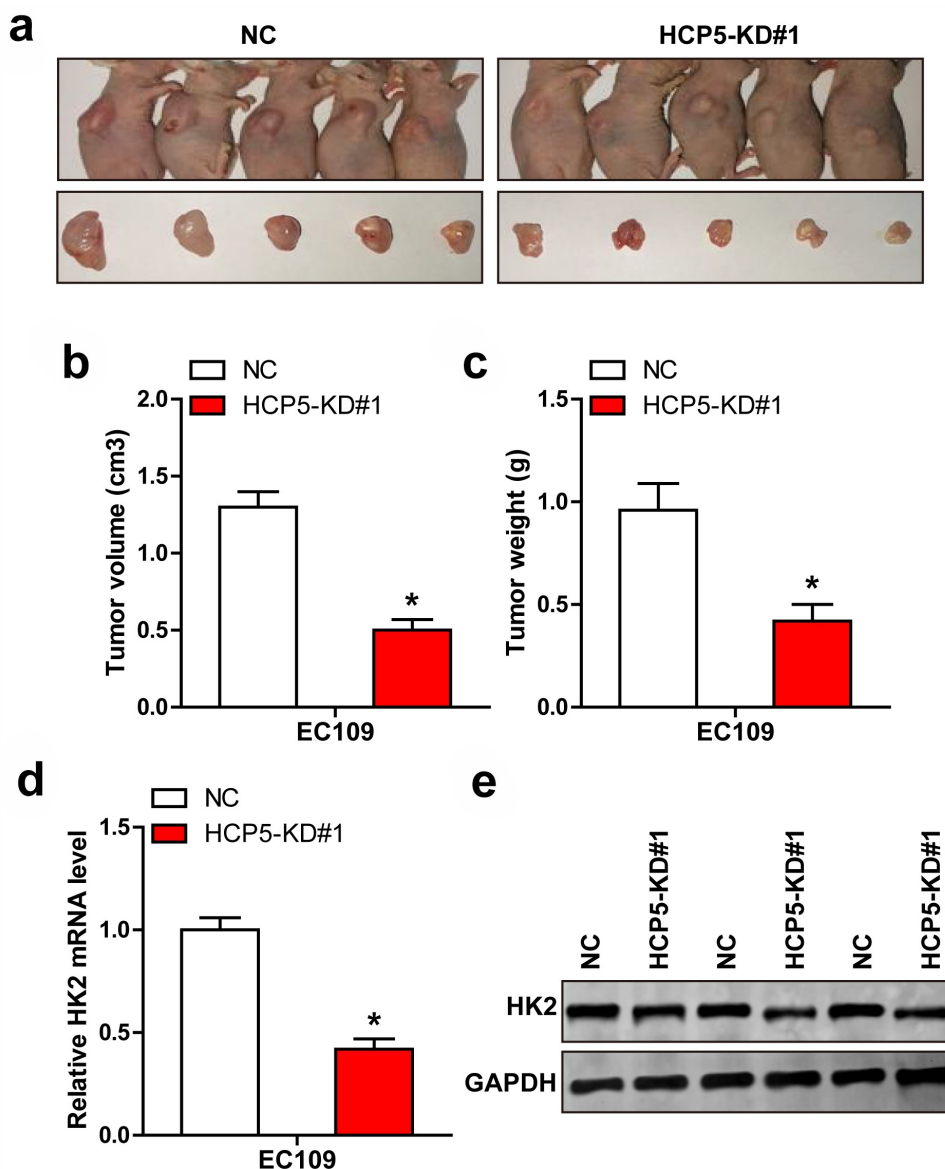 a
NC
HCP5-KD#1
b
NC
HCP5-KD#1
Tumor volume (cm3)
2.0
1.5
1.0
0.5
0.0
*
EC109
c
NC
HCP5-KD#1
Tumor weight (g)
1.5
1.0
0.5
0.0
*
EC109
d
NC
HCP5-KD#1
Relative HK2 mRNA level
1.5
1.0
0.5
0.0
*
EC109
e
NC
HCP5-KD#1
NC
HCP5-KD#1
NC
HCP5-KD#1
HK2
GAPDH